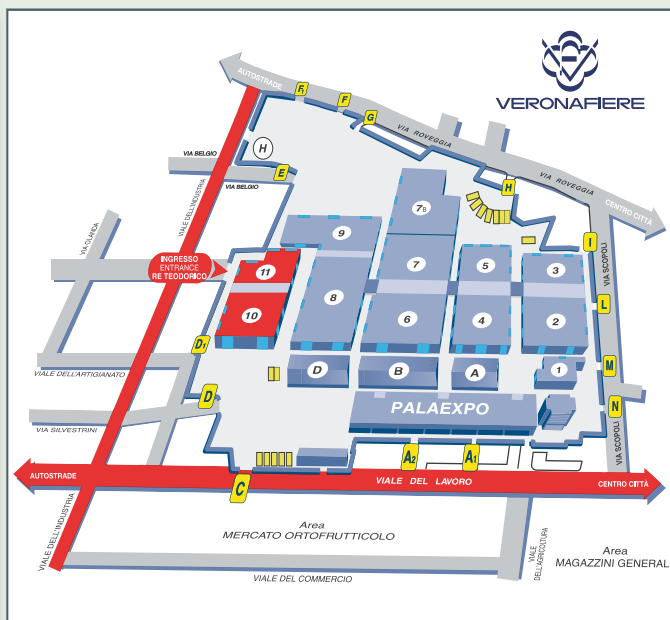 VERONAFIERE
AUTOSTRADE
F1
F
G
VIA ROVEGGIA
VIA ROVEGGIA
CENTRO CITTÀ
H
VIA BELGIO
E
VIA BELGIO
H
VIALE DELL'INDUSTRIA
VIA OLANDA
7B
9
I
VIA SCOPOLI
INGRESSO
ENTRANCE
RE TEODORICO
11
7
5
3
8
10
6
4
2
L
D1
D
B
A
1
M
VIALE DELL'ARTIGIANATO
D
PALAEXPO
N
VIA SILVESTRINI
VIA SCOPOLI
A2
A1
AUTOSTRADE
C
VIALE DEL LAVORO
CENTRO CITTÀ
VIALE DELL'INDUSTRIA
Area
MERCATO ORTOFRUTTICOLO
VIALE
DELL'AGRICOLTURA
Area
MAGAZZINI GENERAL
VIALE DEL COMMERCIO